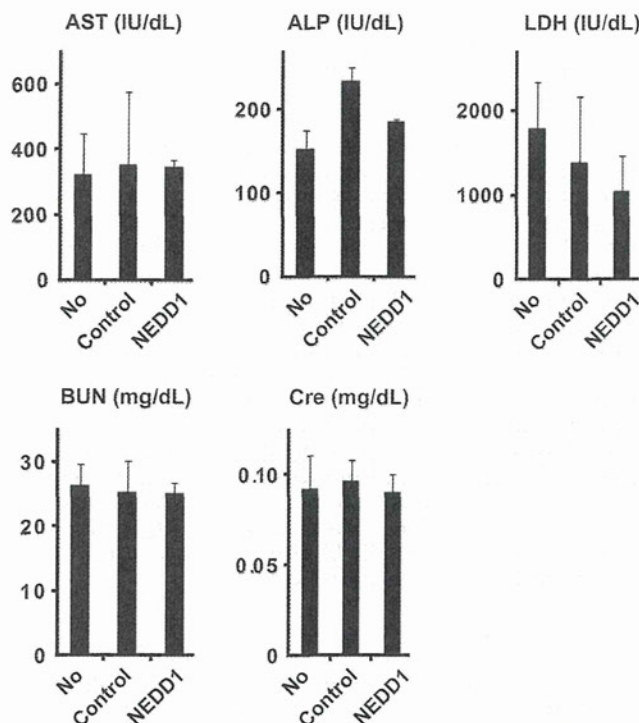 AST (IU/dL)
600
400
200
0
No
Control
NEDD1
ALP (IU/dL)
200
100
0
No
Control
NEDD1
LDH (IU/dL)
2000
1000
0
No
Control
NEDD1
BUN (mg/dL)
30
20
10
0
No
Control
NEDD1
Cre (mg/dL)
0.10
0.05
0
No
Control
NEDD1